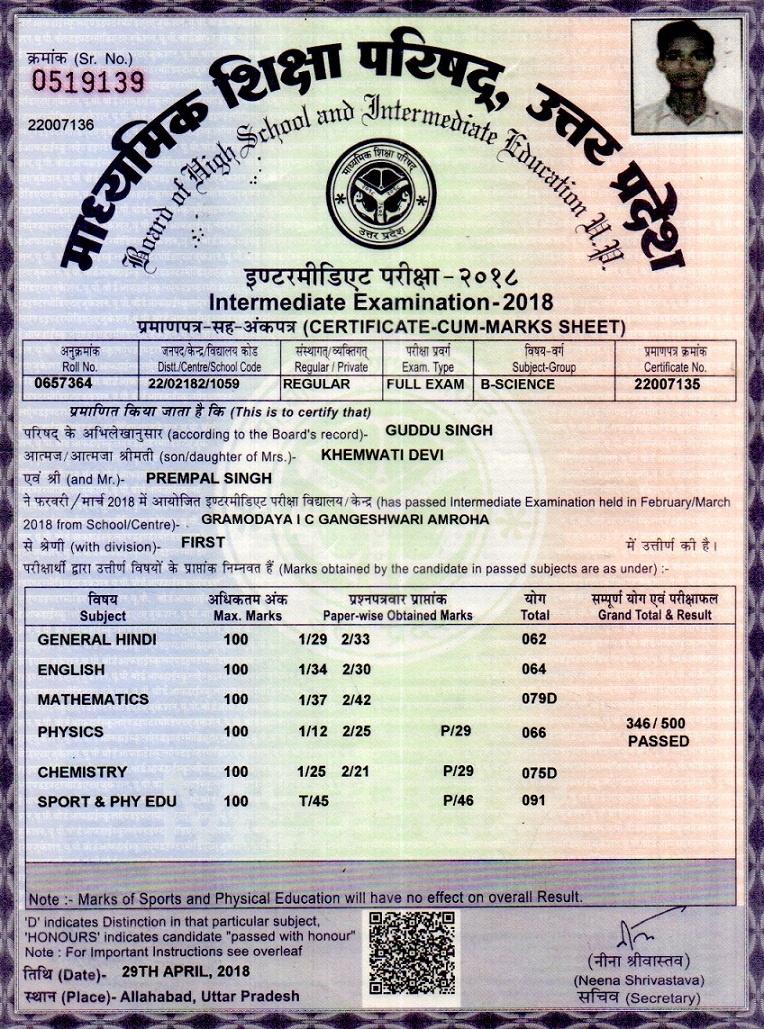 क्रमांक (Sr. No.)
0519139
22007136
माध्यमिक शिक्षा परिषद्, उत्तर प्रदेश
Board of High School and Intermediate Education U.P.
माध्यमिक शिक्षा परिषद्
उत्तर प्रदेश
इण्टरमीडिएट परीक्षा - २०१८
Intermediate Examination - 2018
प्रमाणपत्र-सह-अंकपत्र (CERTIFICATE-CUM-MARKS SHEET)
अनुक्रमांक जनपद/केन्द्र/विद्यालय कोड संस्थागत/व्यक्तिगत् परीक्षा प्रवर्ग विषय-वर्ग प्रमाणपत्र क्रमांक
Roll No. Distt./Centre/School Code Regular / Private Exam. Type Subject-Group Certificate No.
0657364 22/02182/1059 REGULAR FULL EXAM B-SCIENCE 22007135
प्रमाणित किया जाता है कि (This is to certify that)
परिषद् के अभिलेखानुसार (according to the Board's record)- GUDDU SINGH
आत्मज/आत्मजा श्रीमती (son/daughter of Mrs.)- KHEMWATI DEVI
एवं श्री (and Mr.)- PREMPAL SINGH
ने फरवरी/मार्च 2018 में आयोजित इण्टरमीडिएट परीक्षा विद्यालय/केन्द्र (has passed Intermediate Examination held in February/March
2018 from School/Centre)- GRAMODAYA I C GANGESHWARI AMROHA
से श्रेणी (with division)- FIRST में उत्तीर्ण की है।
परीक्षार्थी द्वारा उत्तीर्ण विषयों के प्राप्तांक निम्नवत हैं (Marks obtained by the candidate in passed subjects are as under) :-
विषय अधिकतम अंक प्रश्नपत्रवार प्राप्तांक योग सम्पूर्ण योग एवं परीक्षाफल
Subject Max. Marks Paper-wise Obtained Marks Total Grand Total & Result
GENERAL HINDI 100 1/29 2/33 062
ENGLISH 100 1/34 2/30 064
MATHEMATICS 100 1/37 2/42 079D
PHYSICS 100 1/12 2/25 P/29 066 346/500
PASSED
CHEMISTRY 100 1/25 2/21 P/29 075D
SPORT & PHY EDU 100 T/45 P/46 091
Note :- Marks of Sports and Physical Education will have no effect on overall Result.
'D' indicates Distinction in that particular subject,
'HONOURS' indicates candidate "passed with honour"
Note : For Important Instructions see overleaf
तिथि (Date)- 29TH APRIL, 2018
स्थान (Place)- Allahabad, Uttar Pradesh
(नीना श्रीवास्तव)
(Neena Shrivastava)
सचिव (Secretary)